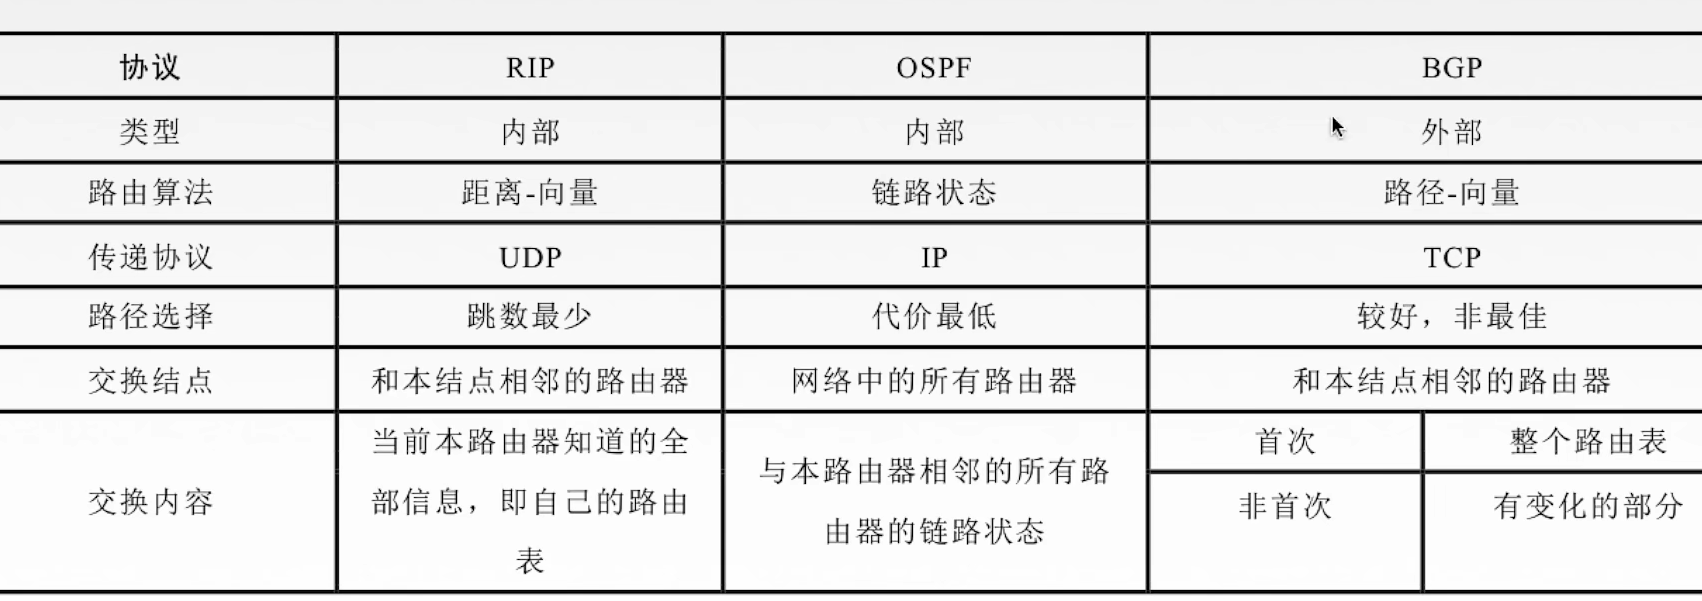 协议 RIP OSPF BGP
类型 内部 内部 外部
路由算法 距离-向量 链路状态 路径-向量
传递协议 UDP IP TCP
路径选择 跳数最少 代价最低 较好，非最佳
交换结点 和本结点相邻的路由器 网络中的所有路由器 和本结点相邻的路由器
交换内容
当前本路由器知道的全
部信息，即自己的路由
表
与本路由器相邻的所有路
由器的链路状态
首次 整个路由表
非首次 有变化的部分